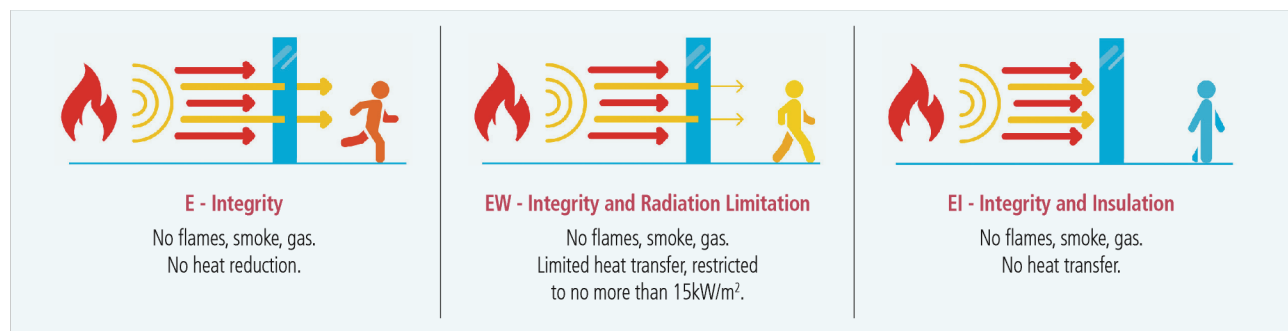 E - Integrity
No flames, smoke, gas.
No heat reduction.
EW - Integrity and Radiation Limitation
No flames, smoke, gas.
Limited heat transfer, restricted
to no more than 15kW/m².
EI - Integrity and Insulation
No flames, smoke, gas.
No heat transfer.